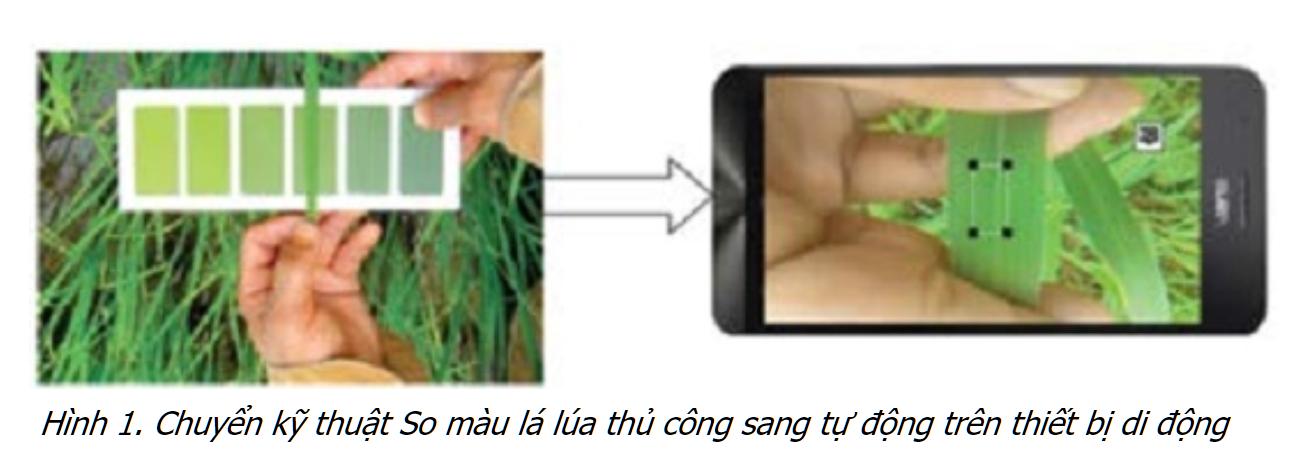 Hình 1. Chuyển kỹ thuật So màu lá lúa thủ công sang tự động trên thiết bị di động